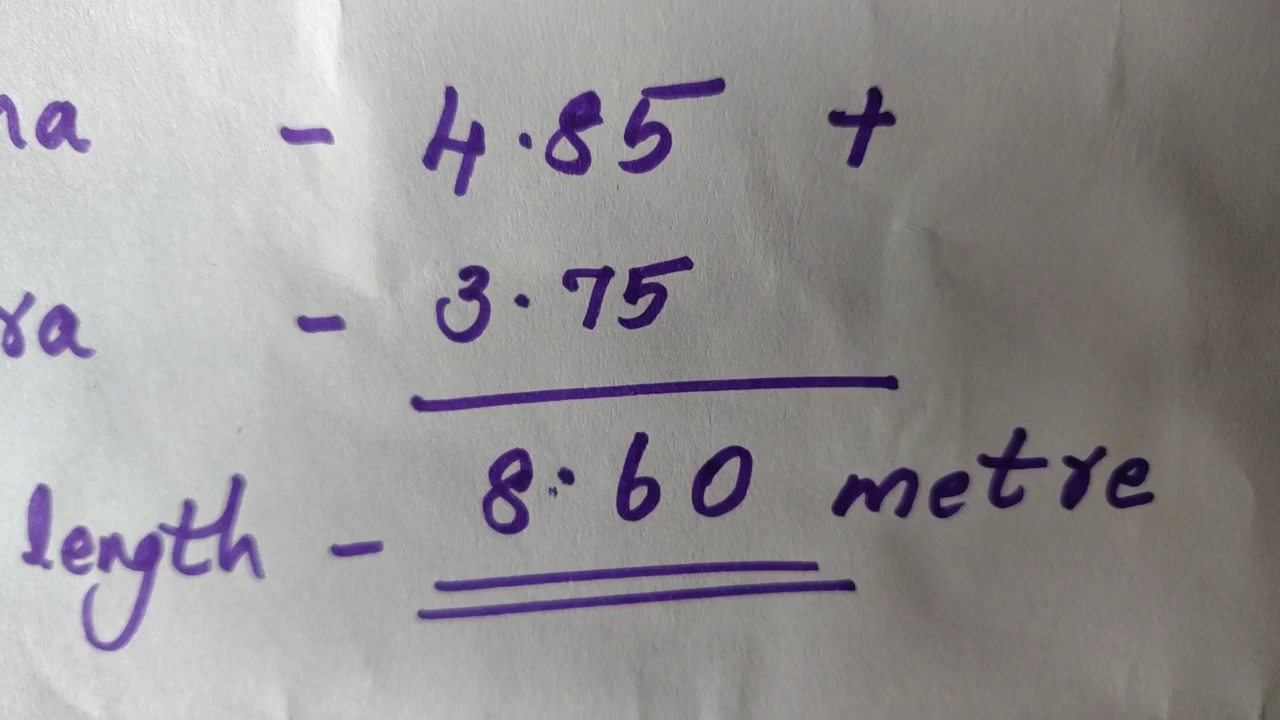 na - 4.85 +
ra - 3.75
length - 8.60 metre